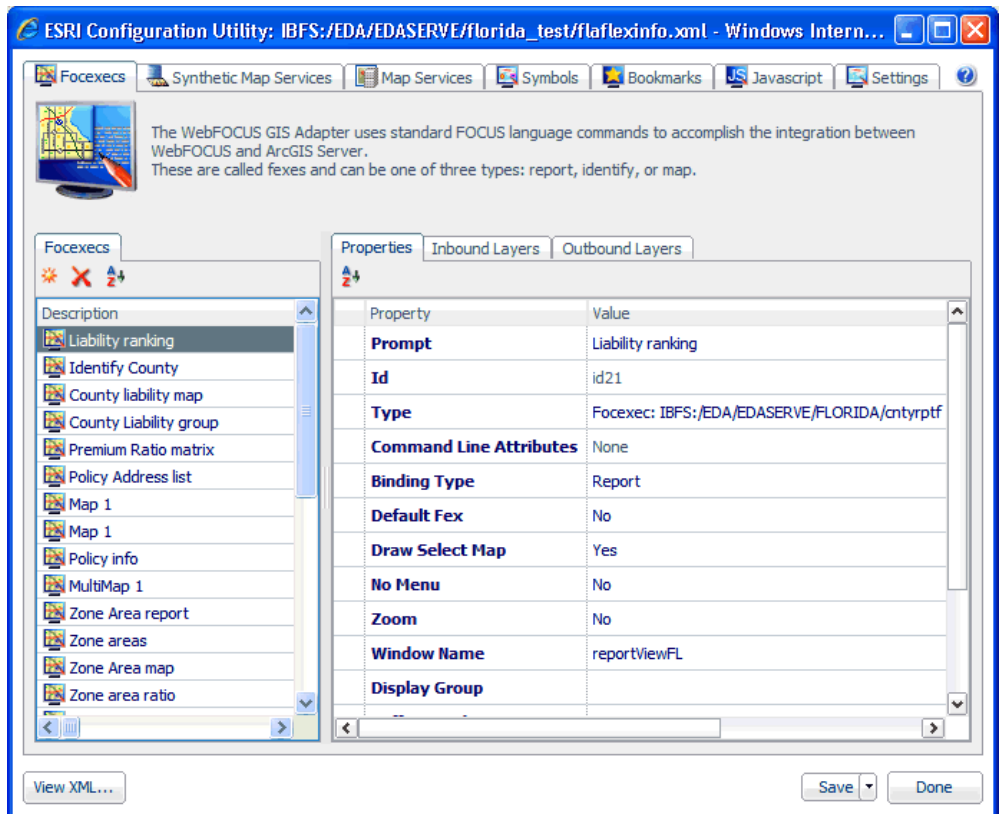 ESRI Configuration Utility: IBFS:/EDA/EDASERVE/florida_test/flaflexinfo.xml - Windows Intern...
Focexecs
Synthetic Map Services
Map Services
Symbols
Bookmarks
JS Javascript
Settings
?
The WebFOCUS GIS Adapter uses standard FOCUS language commands to accomplish the integration between
WebFOCUS and ArcGIS Server.
These are called fexes and can be one of three types: report, identify, or map.
Focexecs
Description
Liability ranking
Identify County
County liability map
County Liability group
Premium Ratio matrix
Policy Address list
Map 1
Map 1
Policy info
MultiMap 1
Zone Area report
Zone areas
Zone Area map
Zone area ratio
Properties
Inbound Layers
Outbound Layers
Property Value
Prompt Liability ranking
Id id21
Type Focexec: IBFS:/EDA/EDASERVE/FLORIDA/cntyrptf
Command Line Attributes None
Binding Type Report
Default Fex No
Draw Select Map Yes
No Menu No
Zoom No
Window Name reportViewFL
Display Group
View XML...
Save
Done